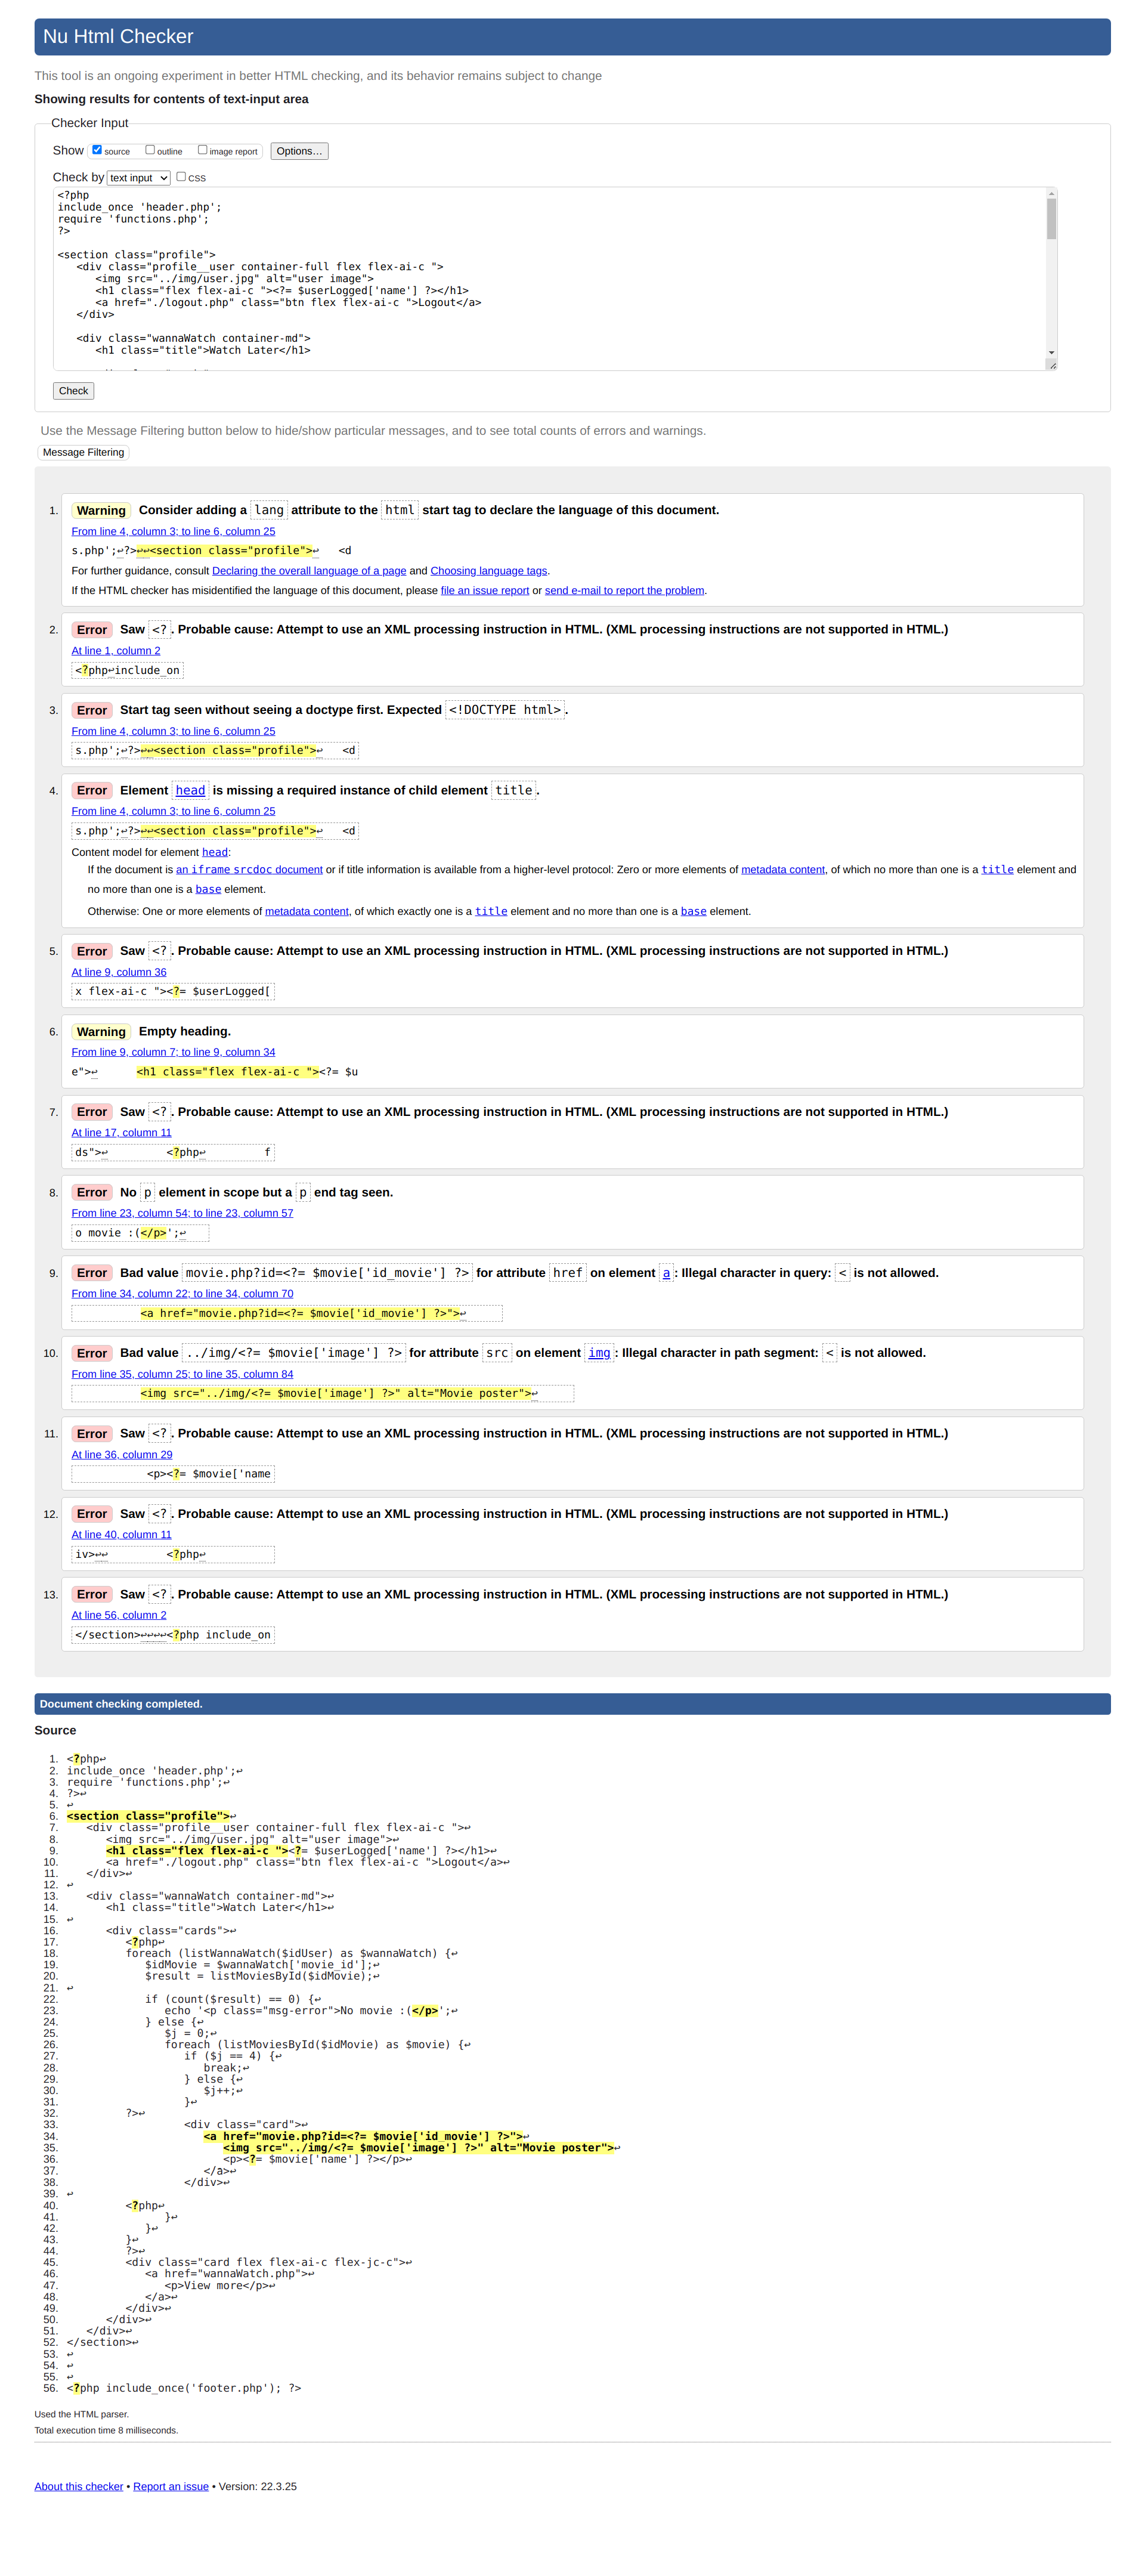 Nu Html Checker
This tool is an ongoing experiment in better HTML checking, and its behavior remains subject to change
Showing results for contents of text-input area
Checker Input
Show source outline image report Options…
Check by text input CSS
<?php
include_once 'header.php';
require 'functions.php';
?>
<section class="profile">
<div class="profile__user container-full flex flex-ai-c ">
<img src="../img/user.jpg" alt="user image">
<h1 class="flex flex-ai-c "><?= $userLogged['name'] ?></h1>
<a href="./logout.php" class="btn flex flex-ai-c ">Logout</a>
</div>
<div class="wannaWatch container-md">
<h1 class="title">Watch Later</h1>
Check
Use the Message Filtering button below to hide/show particular messages, and to see total counts of errors and warnings.
Message Filtering
1. Warning Consider adding a lang attribute to the html start tag to declare the language of this document.
From line 4, column 3; to line 6, column 25
s.php';↩?>↩↩<section class="profile">↩   <d
For further guidance, consult Declaring the overall language of a page and Choosing language tags.
If the HTML checker has misidentified the language of this document, please file an issue report or send e-mail to report the problem.
2. Error Saw <?. Probable cause: Attempt to use an XML processing instruction in HTML. (XML processing instructions are not supported in HTML.)
At line 1, column 2
<?php↩include_on
3. Error Start tag seen without seeing a doctype first. Expected <!DOCTYPE html>.
From line 4, column 3; to line 6, column 25
s.php';↩?>↩↩<section class="profile">↩   <d
4. Error Element head is missing a required instance of child element title.
From line 4, column 3; to line 6, column 25
s.php';↩?>↩↩<section class="profile">↩   <d
Content model for element head:
If the document is an iframe srcdoc document or if title information is available from a higher-level protocol: Zero or more elements of metadata content, of which no more than one is a title element and
no more than one is a base element.
Otherwise: One or more elements of metadata content, of which exactly one is a title element and no more than one is a base element.
5. Error Saw <?. Probable cause: Attempt to use an XML processing instruction in HTML. (XML processing instructions are not supported in HTML.)
At line 9, column 36
x flex-ai-c "><?= $userLogged[
6. Warning Empty heading.
From line 9, column 7; to line 9, column 34
e">↩      <h1 class="flex flex-ai-c "><?= $u
7. Error Saw <?. Probable cause: Attempt to use an XML processing instruction in HTML. (XML processing instructions are not supported in HTML.)
At line 17, column 11
ds">↩         <?php↩         f
8. Error No p element in scope but a p end tag seen.
From line 23, column 54; to line 23, column 57
o movie :(</p>';↩
9. Error Bad value movie.php?id=<?= $movie['id_movie'] ?> for attribute href on element a: Illegal character in query: < is not allowed.
From line 34, column 22; to line 34, column 70
<a href="movie.php?id=<?= $movie['id_movie'] ?>">↩
10. Error Bad value ../img/<?= $movie['image'] ?> for attribute src on element img: Illegal character in path segment: < is not allowed.
From line 35, column 25; to line 35, column 84
<img src="../img/<?= $movie['image'] ?>" alt="Movie poster">↩
11. Error Saw <?. Probable cause: Attempt to use an XML processing instruction in HTML. (XML processing instructions are not supported in HTML.)
At line 36, column 29
<p><?= $movie['name
12. Error Saw <?. Probable cause: Attempt to use an XML processing instruction in HTML. (XML processing instructions are not supported in HTML.)
At line 40, column 11
iv>↩↩         <?php↩
13. Error Saw <?. Probable cause: Attempt to use an XML processing instruction in HTML. (XML processing instructions are not supported in HTML.)
At line 56, column 2
</section>↩↩↩↩<?php include_on
Document checking completed.
Source
1. <?php↩
2. include_once 'header.php';↩
3. require 'functions.php';↩
4. ?>↩
5. ↩
6. <section class="profile">↩
7. <div class="profile__user container-full flex flex-ai-c ">↩
8. <img src="../img/user.jpg" alt="user image">↩
9. <h1 class="flex flex-ai-c "><?= $userLogged['name'] ?></h1>↩
10. <a href="./logout.php" class="btn flex flex-ai-c ">Logout</a>↩
11. </div>↩
12. ↩
13. <div class="wannaWatch container-md">↩
14. <h1 class="title">Watch Later</h1>↩
15. ↩
16. <div class="cards">↩
17. <?php↩
18. foreach (listWannaWatch($idUser) as $wannaWatch) {↩
19. $idMovie = $wannaWatch['movie_id'];↩
20. $result = listMoviesById($idMovie);↩
21. ↩
22. if (count($result) == 0) {↩
23. echo '<p class="msg-error">No movie :(</p>';↩
24. } else {↩
25. $j = 0;↩
26. foreach (listMoviesById($idMovie) as $movie) {↩
27. if ($j == 4) {↩
28. break;↩
29. } else {↩
30. $j++;↩
31. }↩
32. ?>↩
33. <div class="card">↩
34. <a href="movie.php?id=<?= $movie['id_movie'] ?>">↩
35. <img src="../img/<?= $movie['image'] ?>" alt="Movie poster">↩
36. <p><?= $movie['name'] ?></p>↩
37. </a>↩
38. </div>↩
39. ↩
40. <?php↩
41. }↩
42. }↩
43. }↩
44. ?>↩
45. <div class="card flex flex-ai-c flex-jc-c">↩
46. <a href="wannaWatch.php">↩
47. <p>View more</p>↩
48. </a>↩
49. </div>↩
50. </div>↩
51. </div>↩
52. </section>↩
53. ↩
54. ↩
55. ↩
56. <?php include_once('footer.php'); ?>
Used the HTML parser.
Total execution time 8 milliseconds.
About this checker • Report an issue • Version: 22.3.25